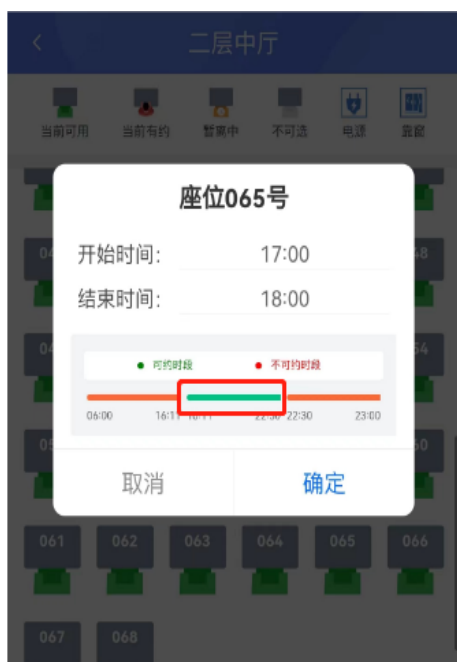 二层中厅
当前可用 当前有约 暂离中 不可选 电源 靠窗
座位065号
开始时间: 17:00
结束时间: 18:00
可约时段 不可约时段
06:00 16:11 16:11 22:30 22:30 23:00
取消 确定
061 062 063 064 065 066
067 068